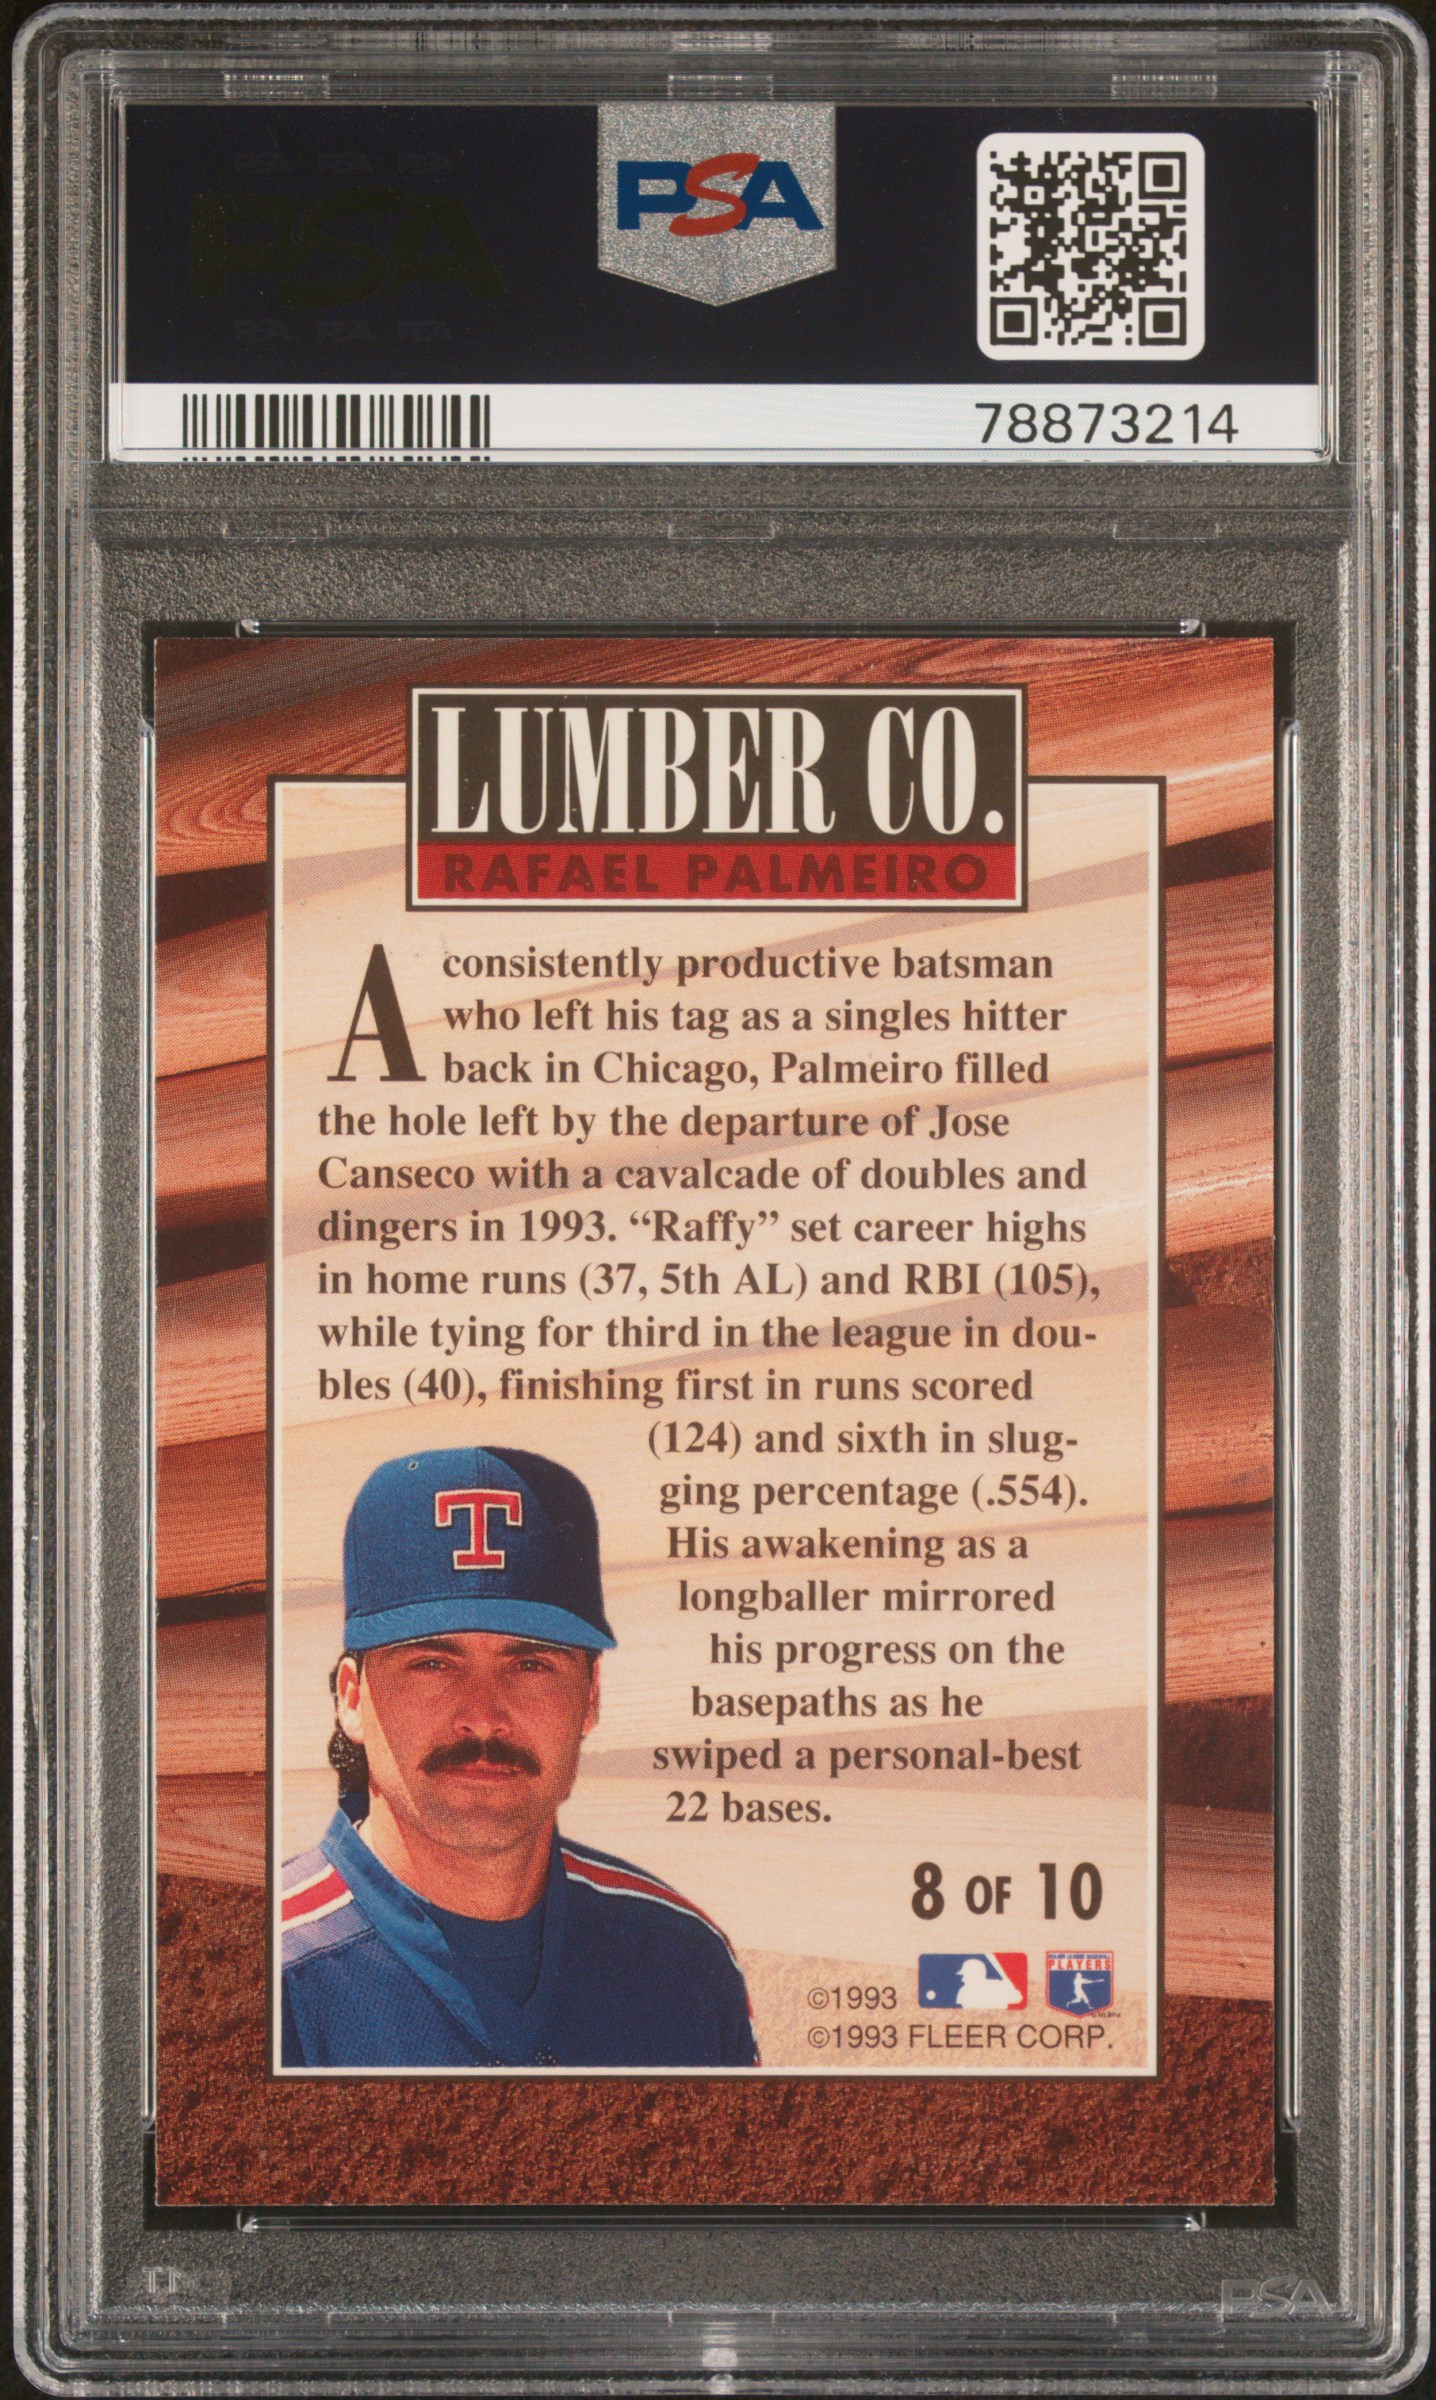 PSA
78873214
LUMBER CO.
RAFAEL PALMEIRO
A consistently productive batsman
who left his tag as a singles hitter
back in Chicago, Palmeiro filled
the hole left by the departure of Jose
Canseco with a cavalcade of doubles and
dingers in 1993. “Raffy” set career highs
in home runs (37, 5th AL) and RBI (105),
while tying for third in the league in dou-
bles (40), finishing first in runs scored
(124) and sixth in slug-
ging percentage (.554).
His awakening as a
longballer mirrored
his progress on the
basepaths as he
swiped a personal-best
22 bases.
T
8 OF 10
MAJOR LEAGUE BASEBALL
PLAYERS
©MLBPA
©1993
©1993 FLEER CORP.
PSA